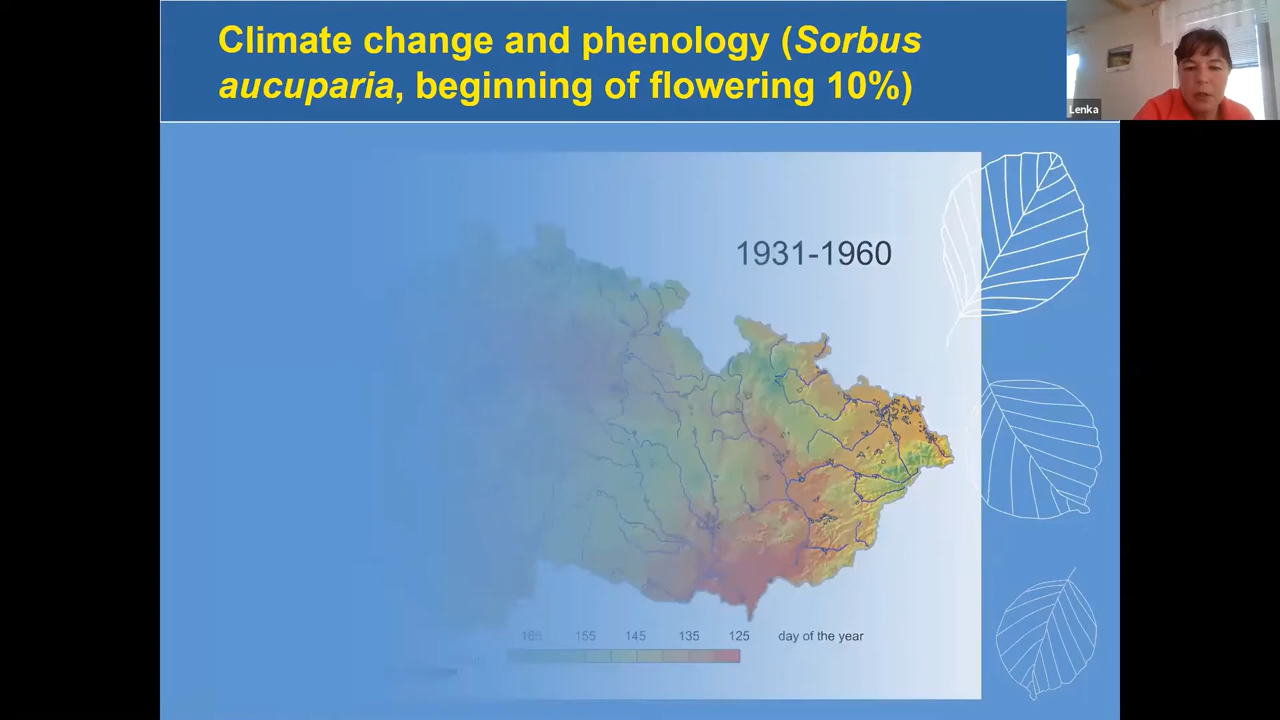 Climate change and phenology (Sorbus
aucuparia, beginning of flowering 10%)
Lenka
1931-1960
165 155 145 135 125 day of the year